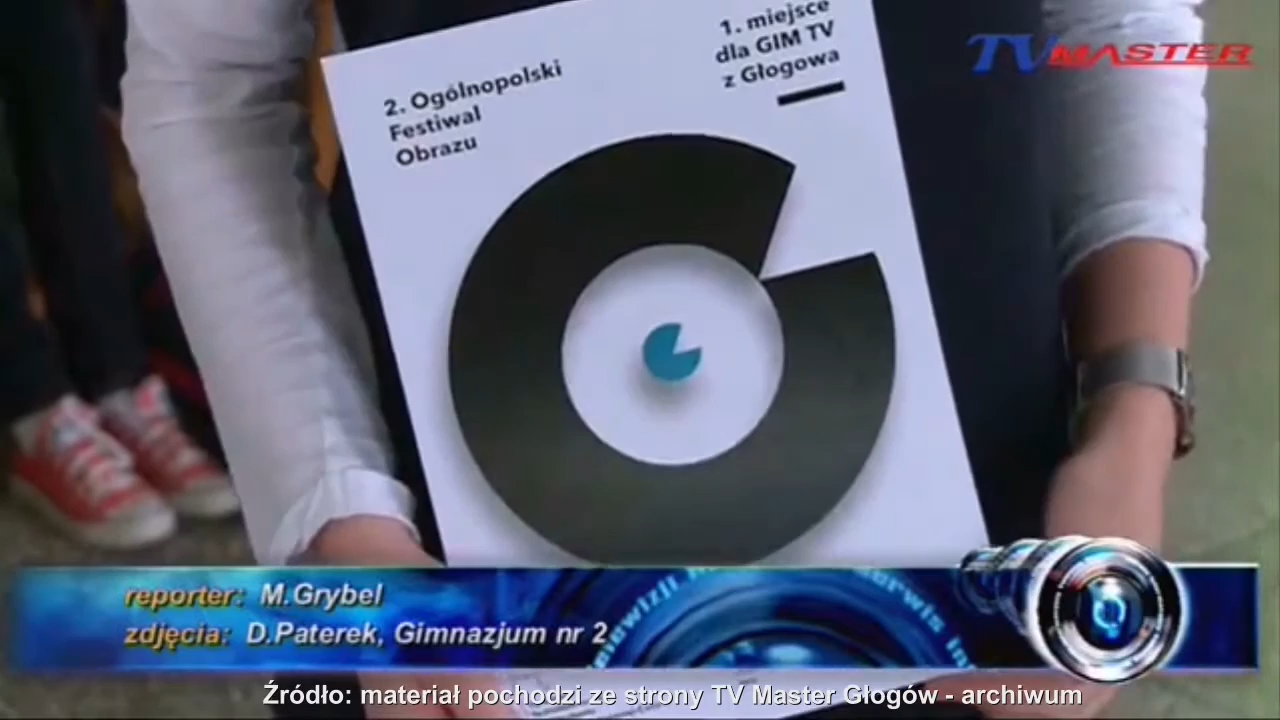 2. Ogólnopolski
Festiwal
Obrazu
1. miejsce
dla GIM TV
z Głogowa
TV MASTER
reporter: M.Grybel
zdjęcia: D.Paterek, Gimnazjum nr 2
Źródło: materiał pochodzi ze strony TV Master Głogów - archiwum